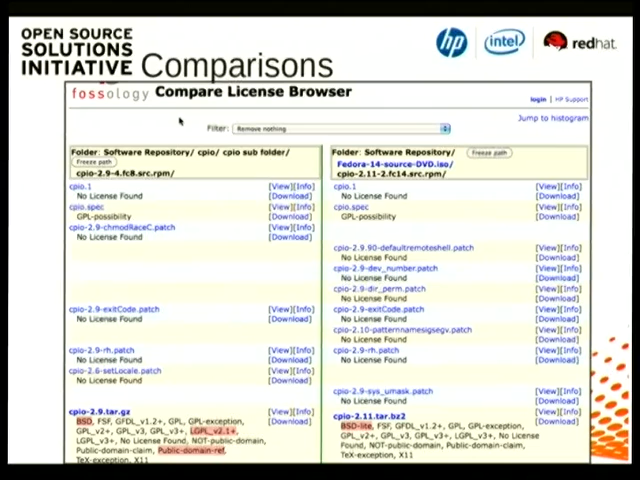 OPEN SOURCE
SOLUTIONS
INITIATIVE
Comparisons
hp
intel
redhat.
fossology Compare License Browser
login | HP Support
Jump to histogram
Filter: Remove nothing
Folder: Software Repository/ cpio/ cpio sub folder/
Freeze path
cpio-2.9-4.fc8.src.rpm/
cpio.1 [View][Info]
No License Found [Download]
cpio.spec [View][Info]
GPL-possibility [Download]
cpio-2.9-chmodRaceC.patch [View][Info]
No License Found [Download]
cpio-2.9-exitCode.patch [View][Info]
No License Found [Download]
cpio-2.9-rh.patch [View][Info]
No License Found [Download]
cpio-2.6-setLocale.patch [View][Info]
No License Found [Download]
cpio-2.9.tar.gz [View][Info]
BSD, FSF, GFDL_v1.2+, GPL, GPL-exception, [Download]
GPL_v2+, GPL_v3, GPL_v3+, LGPL_v2.1+,
LGPL_v3+, No License Found, NOT-public-domain,
Public-domain-claim, Public-domain-ref,
TeX-exception, X11
Folder: Software Repository/ Freeze path
Fedora-14-source-DVD.iso/
cpio-2.11-2.fc14.src.rpm/
cpio.1 [View][Info]
No License Found [Download]
cpio.spec [View][Info]
GPL-possibility [Download]
cpio-2.9.90-defaultremoteshell.patch [View][Info]
No License Found [Download]
cpio-2.9-dev_number.patch [View][Info]
No License Found [Download]
cpio-2.9-dir_perm.patch [View][Info]
No License Found [Download]
cpio-2.9-exitCode.patch [View][Info]
No License Found [Download]
cpio-2.10-patternnamesigsegv.patch [View][Info]
No License Found [Download]
cpio-2.9-rh.patch [View][Info]
No License Found [Download]
cpio-2.9-sys_umask.patch [View][Info]
No License Found [Download]
cpio-2.11.tar.bz2 [View][Info]
BSD-lite, FSF, GFDL_v1.2+, GPL, GPL-exception, [Download]
GPL_v2+, GPL_v3, GPL_v3+, LGPL_v3+, No License
Found, NOT-public-domain, Public-domain-claim,
TeX-exception, X11